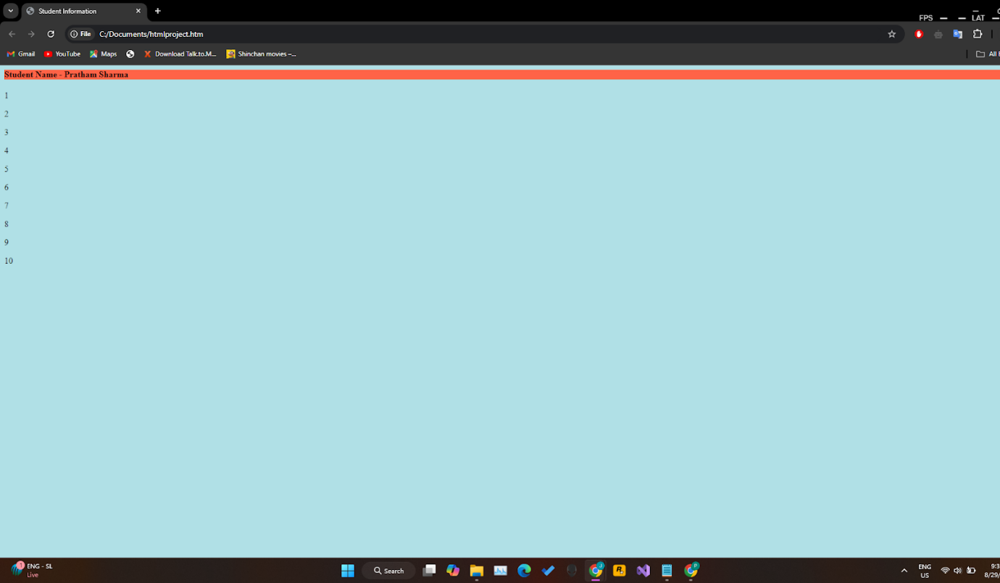 Student Information
FPS — — LAT —
File C:/Documents/htmlproject.htm
Gmail YouTube Maps Download Talk.to.M... Shinchan movies –... All
Student Name - Pratham Sharma
1
2
3
4
5
6
7
8
9
10
1 ENG - SL
Live
Search
J
R
P
ENG
US
9:3
8/29/